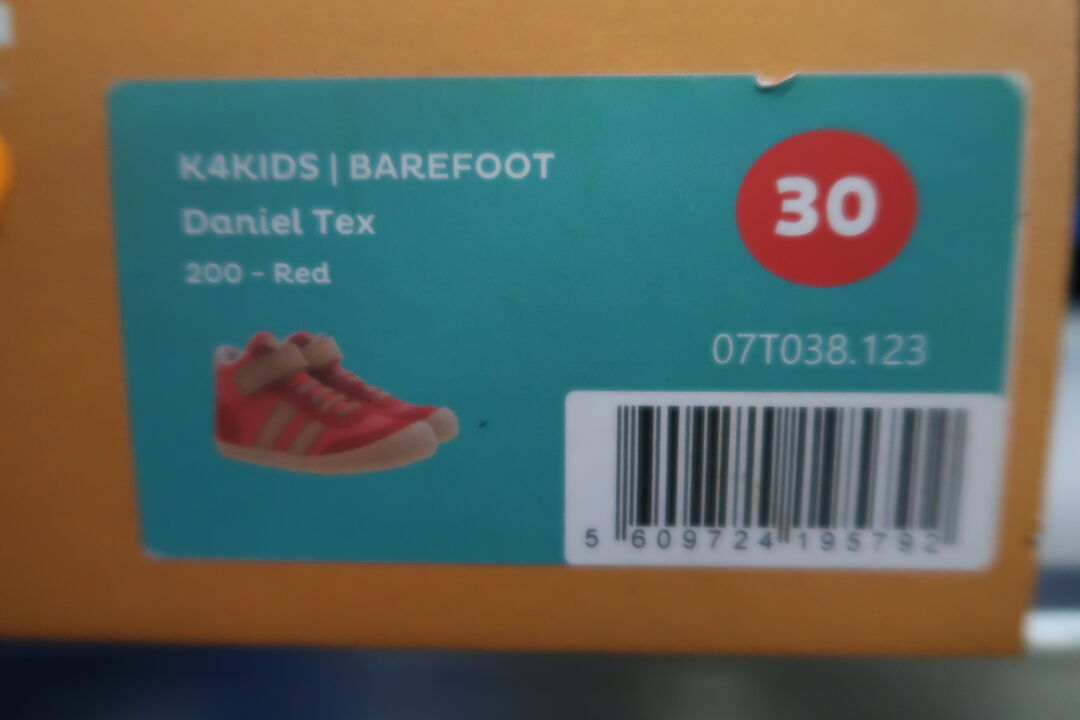 K4KIDS | BAREFOOT
Daniel Tex
200 - Red
30
07T038.123
5 609724 195792